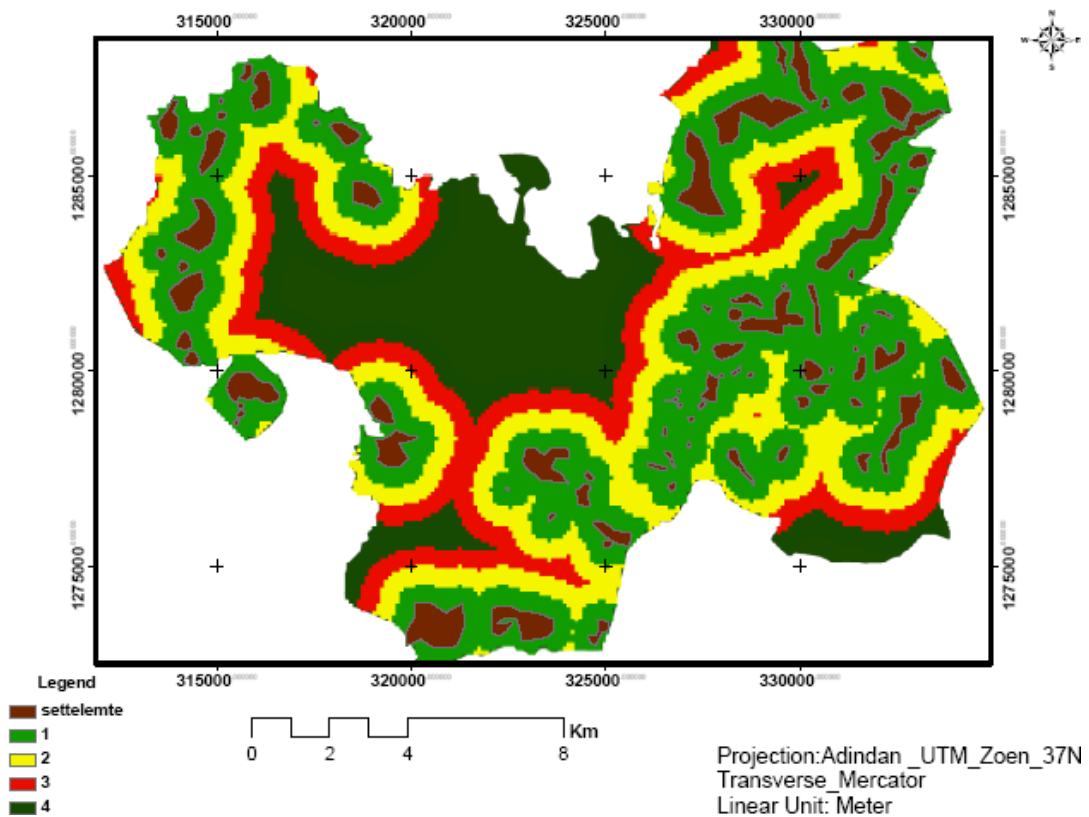 315000 320000 325000 330000
N
W E
S
1285000 1285000
1280000 1280000
1275000 1275000
315000 320000 325000 330000
Legend
settelemte
1
2
3
4
Km
0 2 4 8
Projection:Adindan _UTM_Zoen_37N
Transverse_Mercator
Linear Unit: Meter